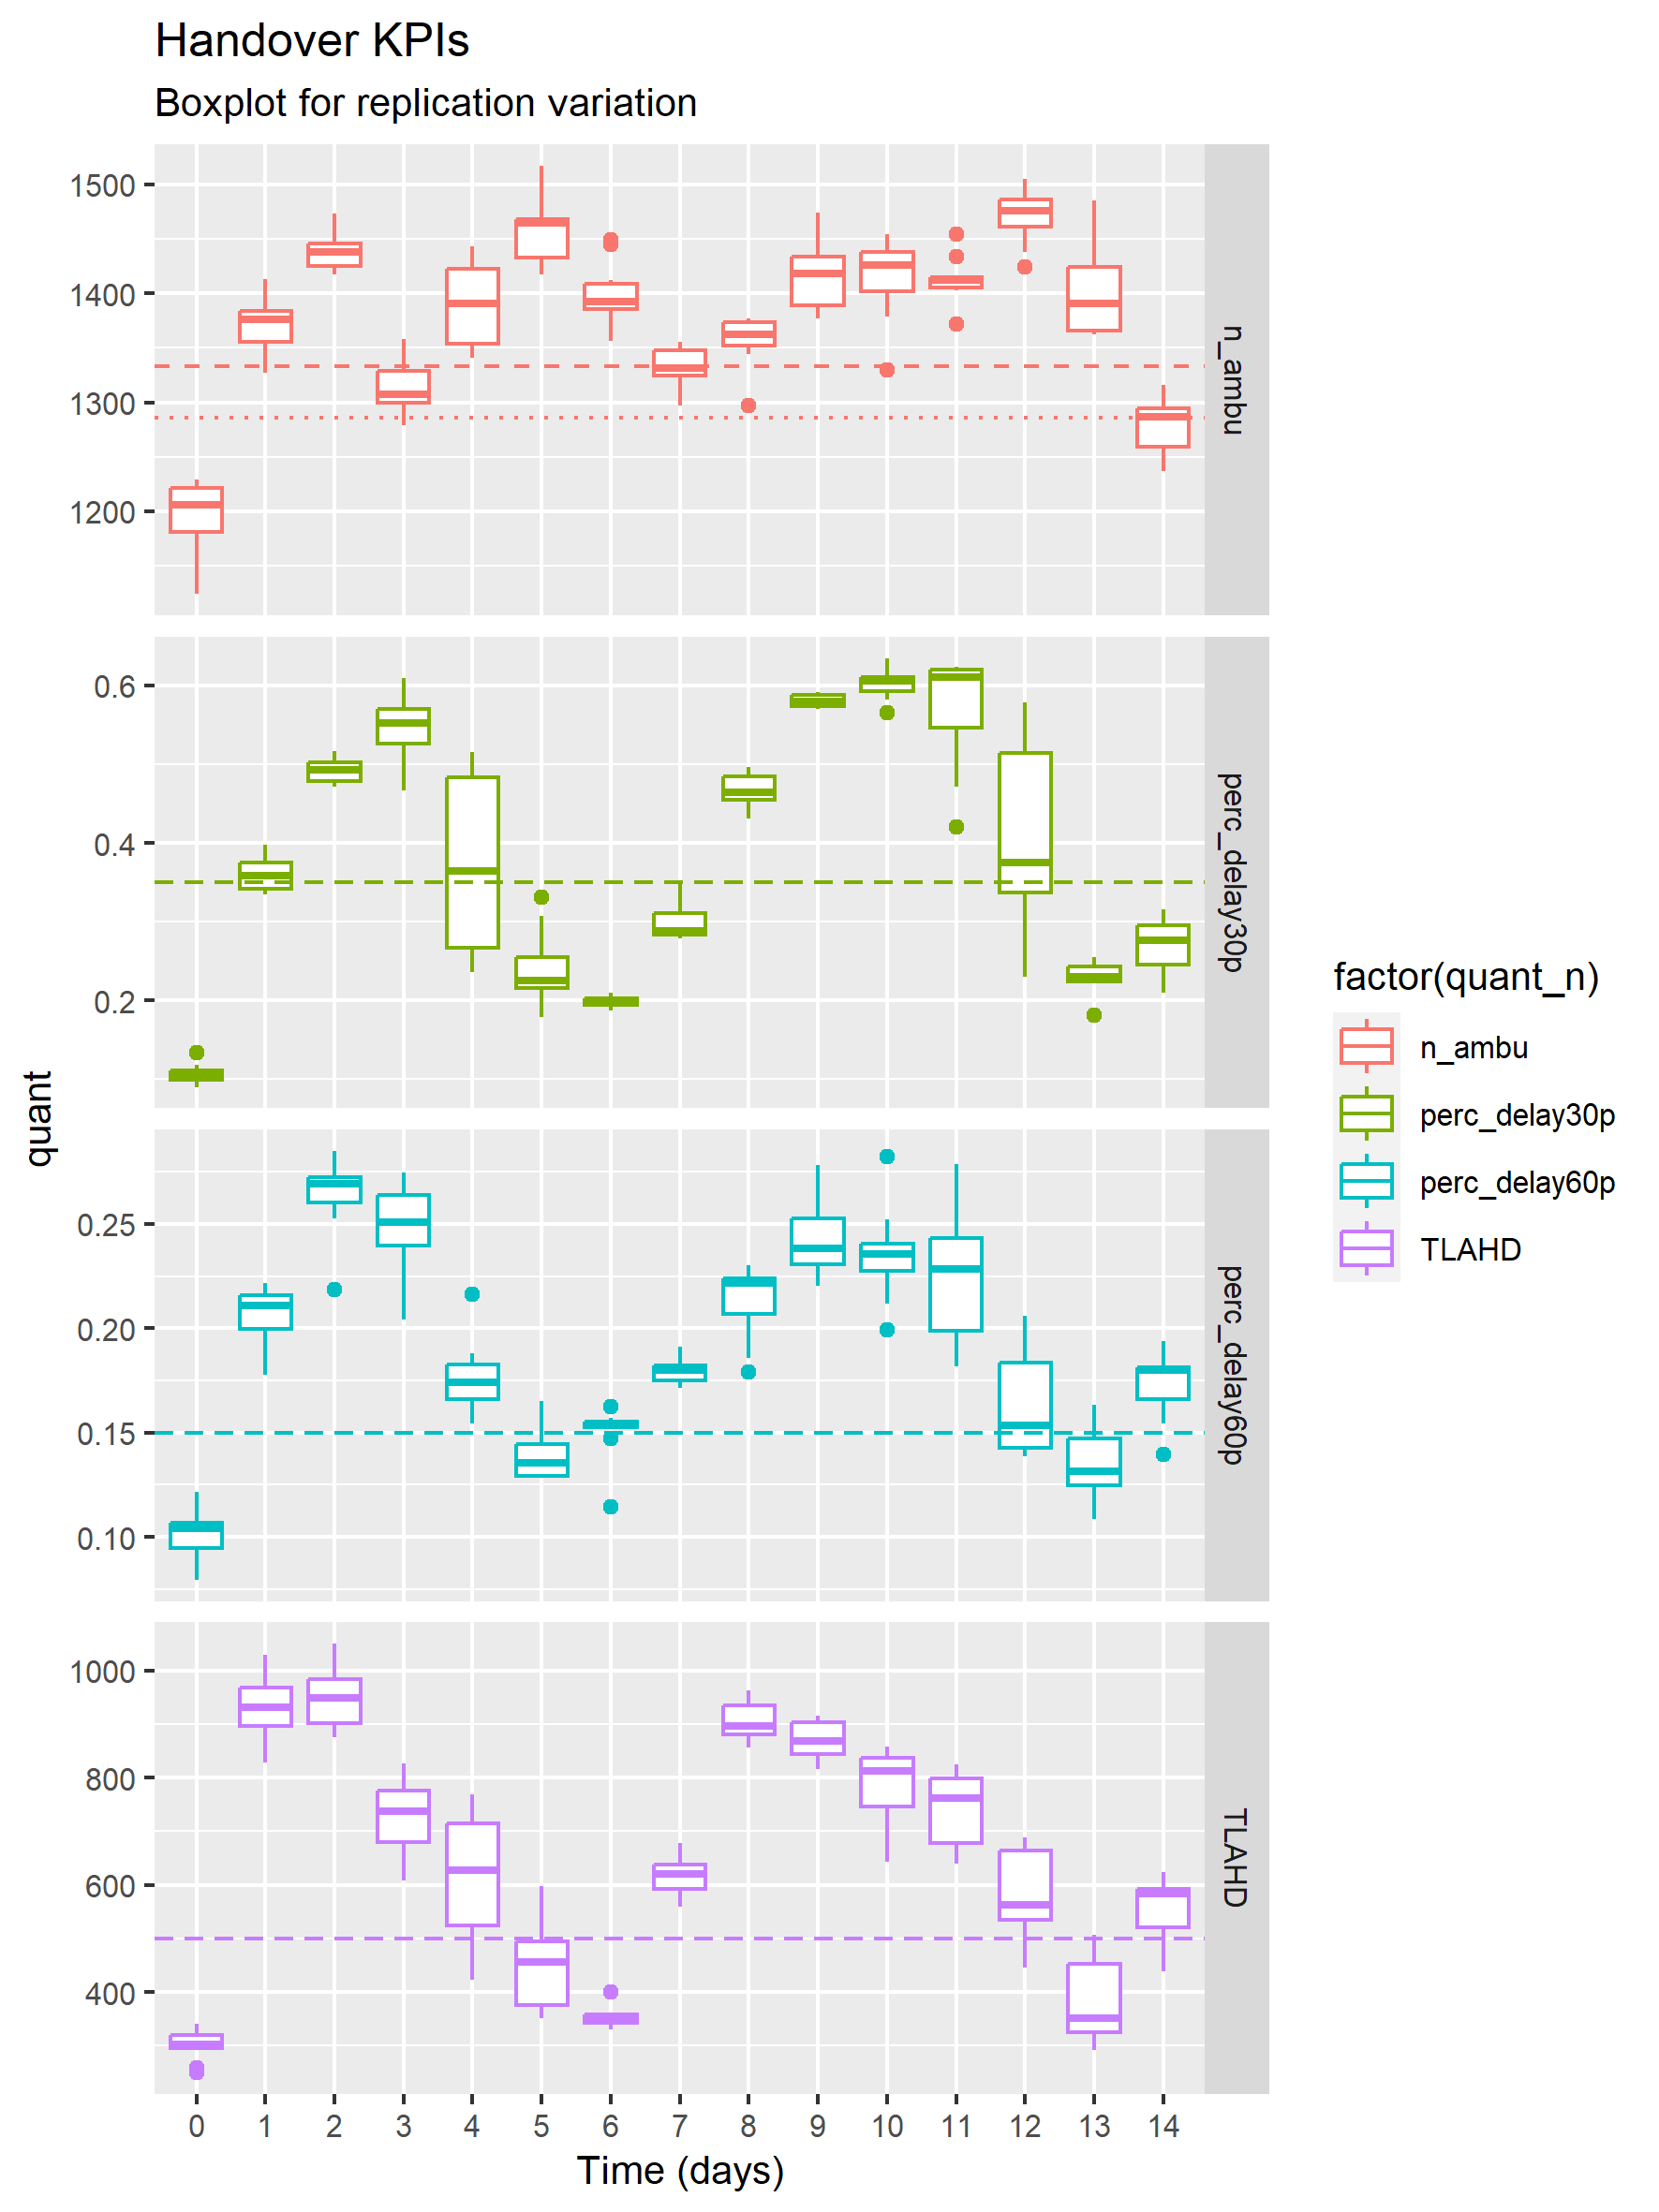 Handover KPIs
Boxplot for replication variation
quant
1500
1400
1300
1200
n_ambu
0.6
0.4
0.2
perc_delay30p
0.25
0.20
0.15
0.10
perc_delay60p
1000
800
600
400
TLAHD
0 1 2 3 4 5 6 7 8 9 10 11 12 13 14
Time (days)
factor(quant_n)
n_ambu
perc_delay30p
perc_delay60p
TLAHD